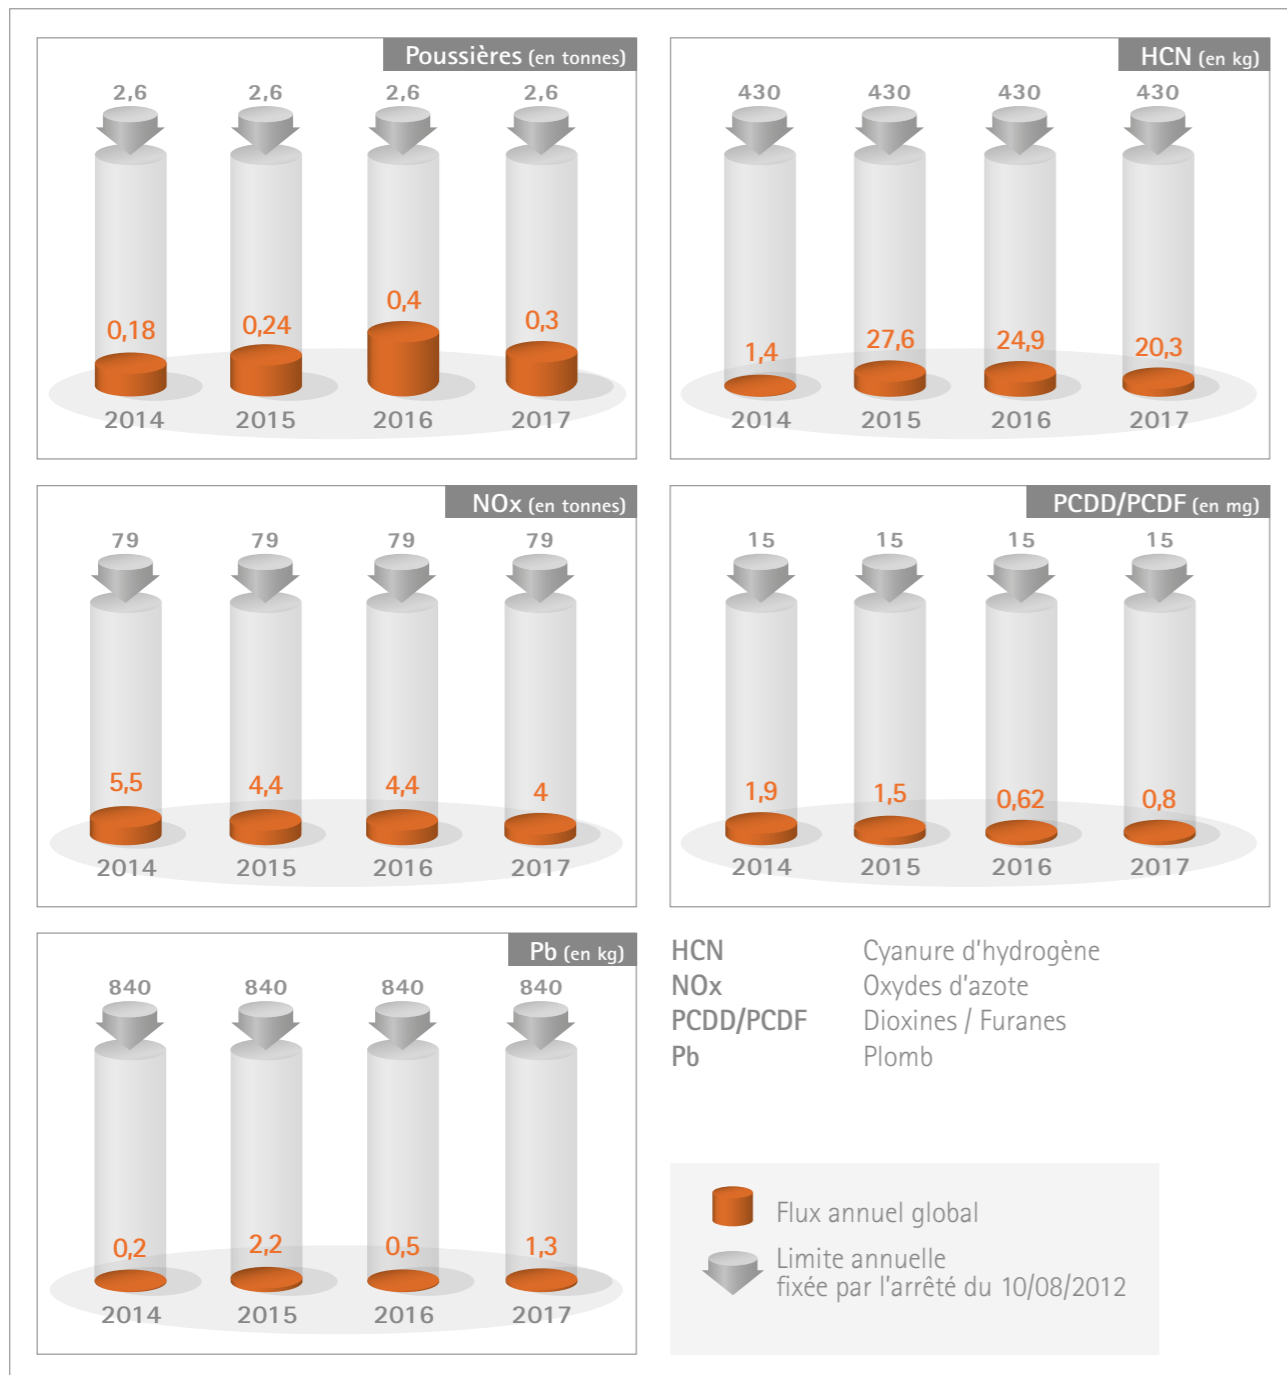 Poussières (en tonnes)
2,6 2,6 2,6 2,6
0,18 0,24 0,4 0,3
2014 2015 2016 2017
HCN (en kg)
430 430 430 430
1,4 27,6 24,9 20,3
2014 2015 2016 2017
NOx (en tonnes)
79 79 79 79
5,5 4,4 4,4 4
2014 2015 2016 2017
PCDD/PCDF (en mg)
15 15 15 15
1,9 1,5 0,62 0,8
2014 2015 2016 2017
Pb (en kg)
840 840 840 840
0,2 2,2 0,5 1,3
2014 2015 2016 2017
HCN Cyanure d'hydrogène
NOx Oxydes d'azote
PCDD/PCDF Dioxines / Furanes
Pb Plomb
Flux annuel global
Limite annuelle
fixée par l'arrêté du 10/08/2012